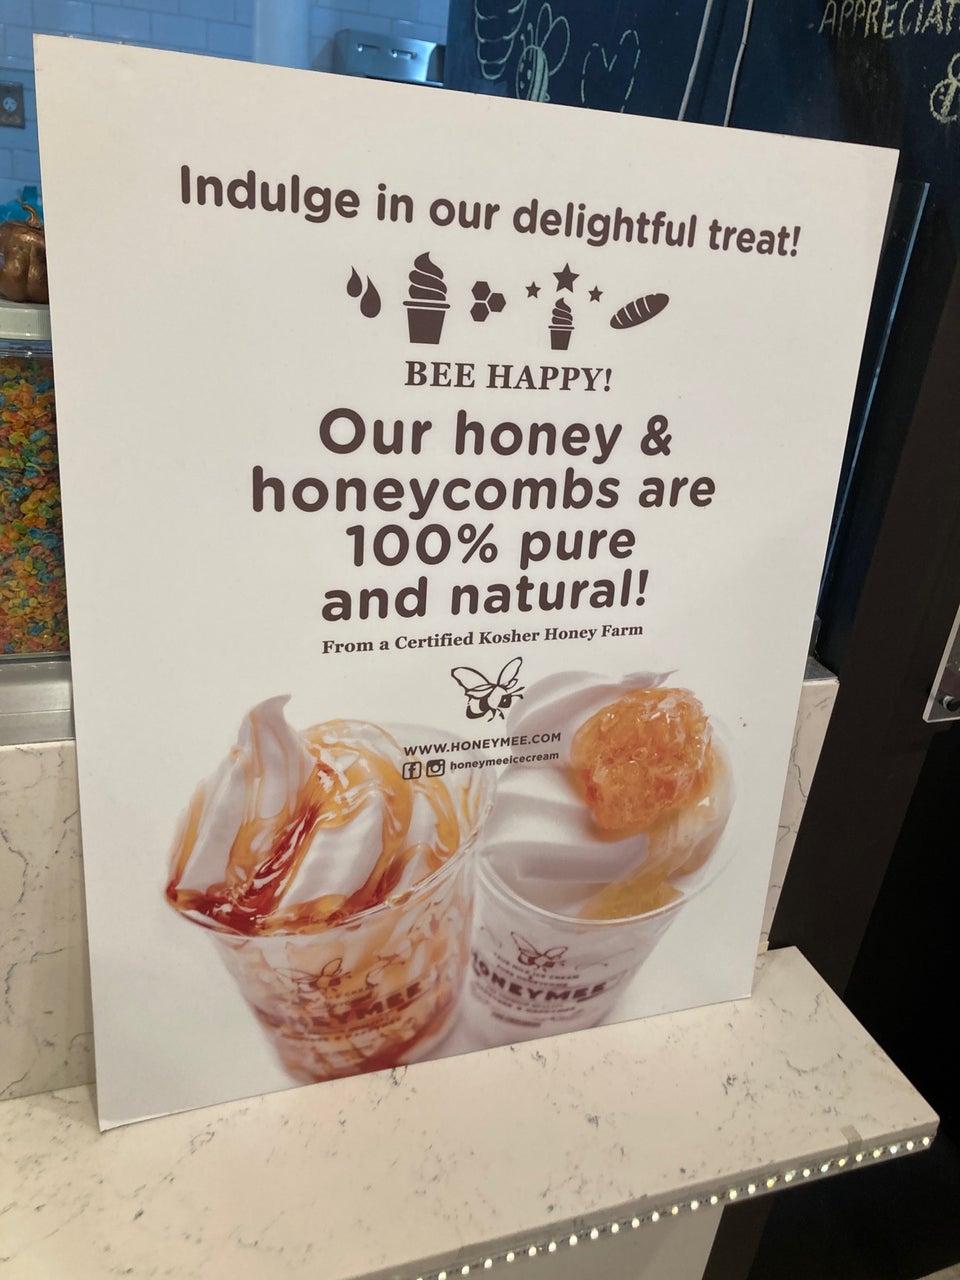 APPRECIAT
Indulge in our delightful treat!
BEE HAPPY!
Our honey &
honeycombs are
100% pure
and natural!
From a Certified Kosher Honey Farm
WWW.HONEYMEE.COM
honeymeeicecream
HONEYMEE